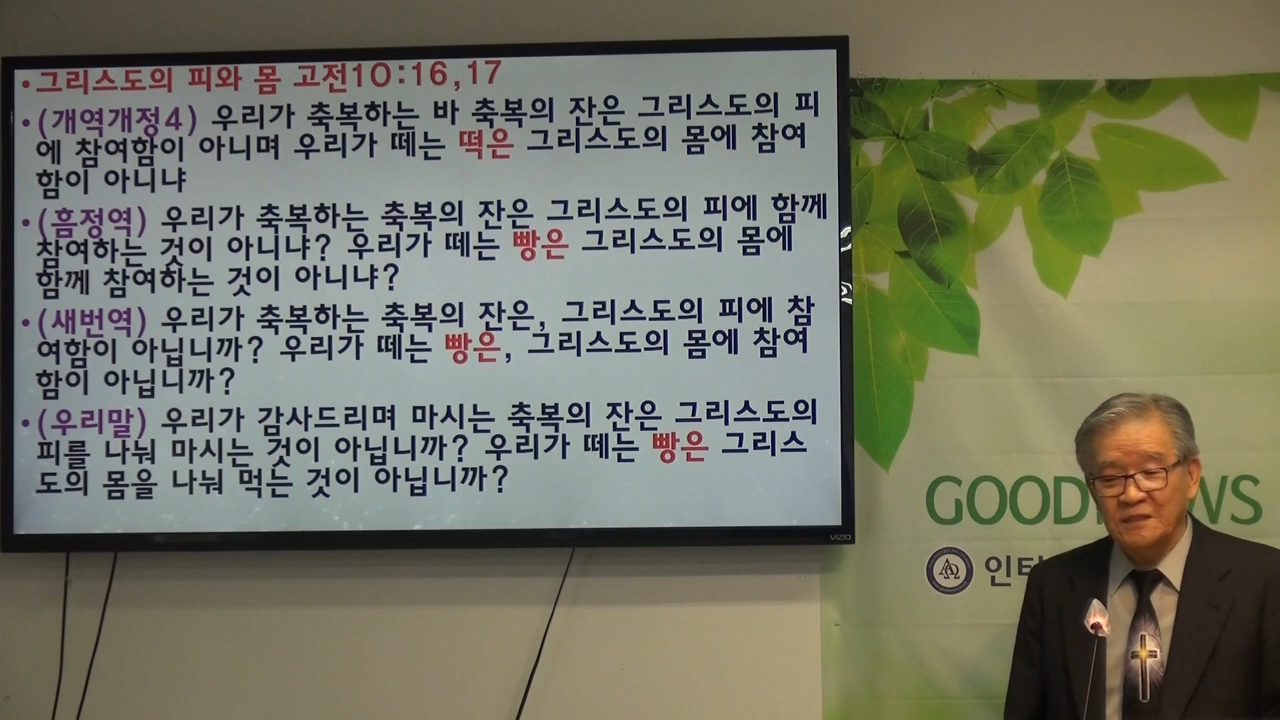 •그리스도의 피와 몸 고전10:16,17
•(개역개정4) 우리가 축복하는 바 축복의 잔은 그리스도의 피
에 참여함이 아니며 우리가 떼는 떡은 그리스도의 몸에 참여
함이 아니냐
•(흠정역) 우리가 축복하는 축복의 잔은 그리스도의 피에 함께
참여하는 것이 아니냐? 우리가 떼는 빵은 그리스도의 몸에
함께 참여하는 것이 아니냐?
•(새번역) 우리가 축복하는 축복의 잔은, 그리스도의 피에 참
여함이 아닙니까? 우리가 떼는 빵은, 그리스도의 몸에 참여
함이 아닙니까?
•(우리말) 우리가 감사드리며 마시는 축복의 잔은 그리스도의
피를 나눠 마시는 것이 아닙니까? 우리가 떼는 빵은 그리스
도의 몸을 나눠 먹는 것이 아닙니까?
VIZIO
GOOD WS
인터